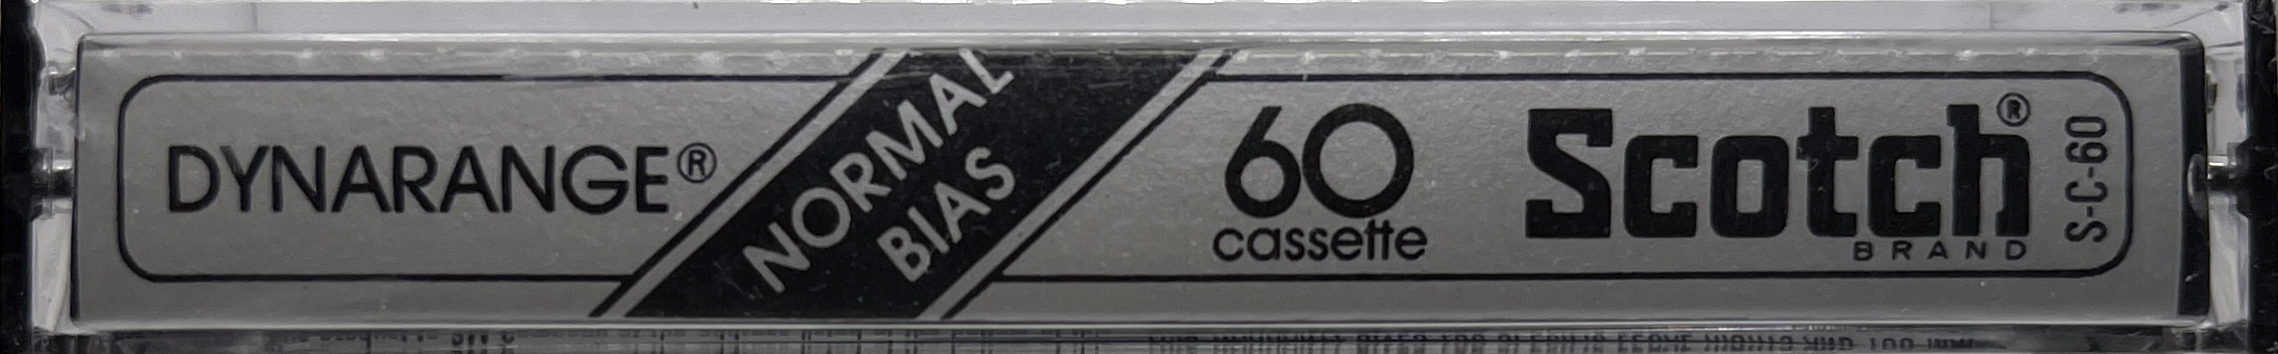 DYNARANGE®
NORMAL
BIAS
60
cassette
Scotch®
BRAND
S-C-60